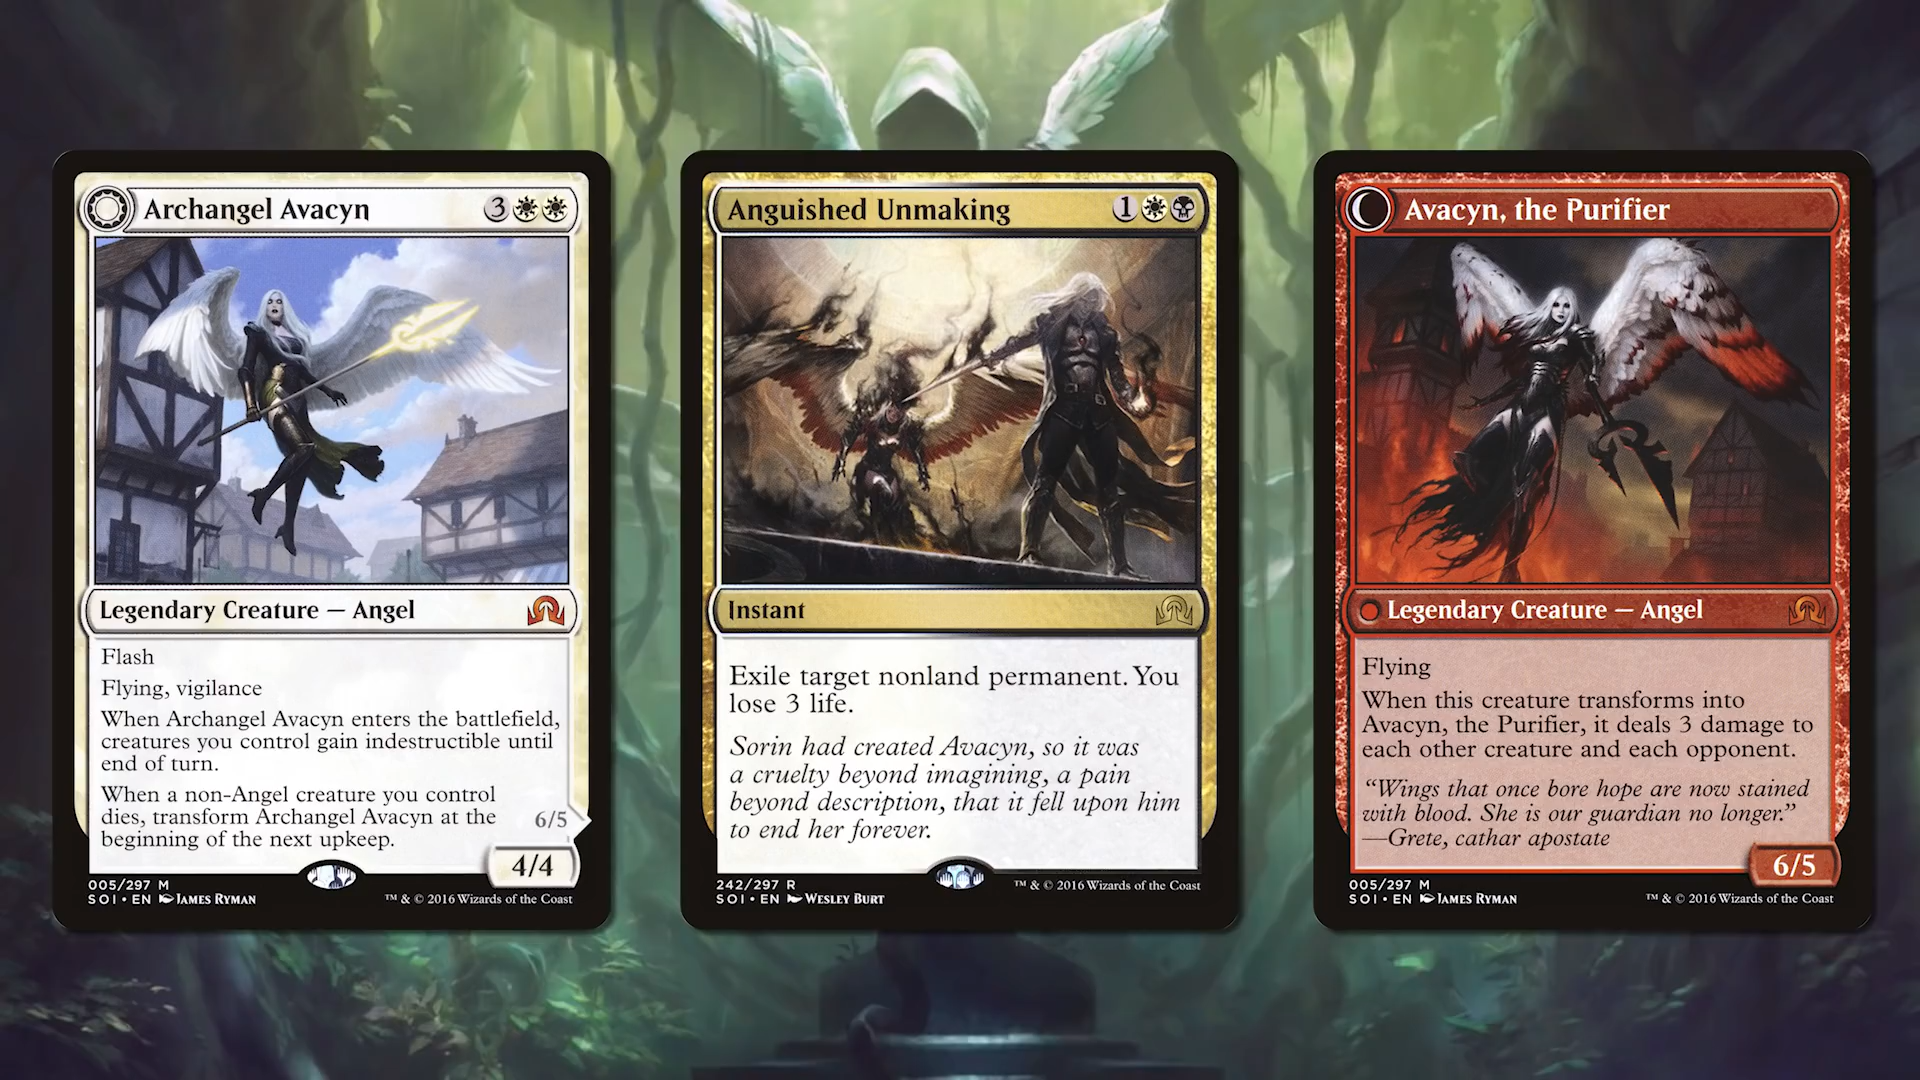 Archangel Avacyn 3
Legendary Creature — Angel
Flash
Flying, vigilance
When Archangel Avacyn enters the battlefield,
creatures you control gain indestructible until
end of turn.
When a non-Angel creature you control
dies, transform Archangel Avacyn at the
beginning of the next upkeep.
6/5
4/4
005/297 M
SOI • EN JAMES RYMAN
™ & © 2016 Wizards of the Coast
Anguished Unmaking 1
Instant
Exile target nonland permanent. You
lose 3 life.
Sorin had created Avacyn, so it was
a cruelty beyond imagining, a pain
beyond description, that it fell upon him
to end her forever.
242/297 R
SOI • EN WESLEY BURT
™ & © 2016 Wizards of the Coast
Avacyn, the Purifier
Legendary Creature — Angel
Flying
When this creature transforms into
Avacyn, the Purifier, it deals 3 damage to
each other creature and each opponent.
“Wings that once bore hope are now stained
with blood. She is our guardian no longer.”
—Grete, cathar apostate
6/5
005/297 M
SOI • EN JAMES RYMAN
™ & © 2016 Wizards of the Coast